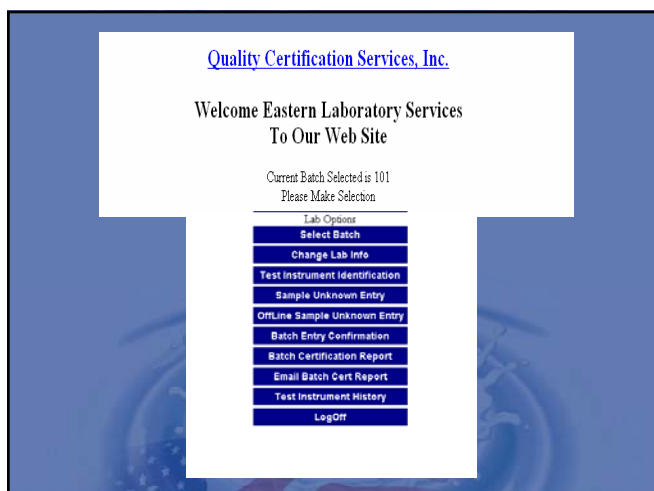 Quality Certification Services, Inc.
Welcome Eastern Laboratory Services
To Our Web Site
Current Batch Selected is 101
Please Make Selection
Lab Options
Select Batch
Change Lab Info
Test Instrument Identification
Sample Unknown Entry
OffLine Sample Unknown Entry
Batch Entry Confirmation
Batch Certification Report
Email Batch Cert Report
Test Instrument History
LogOff